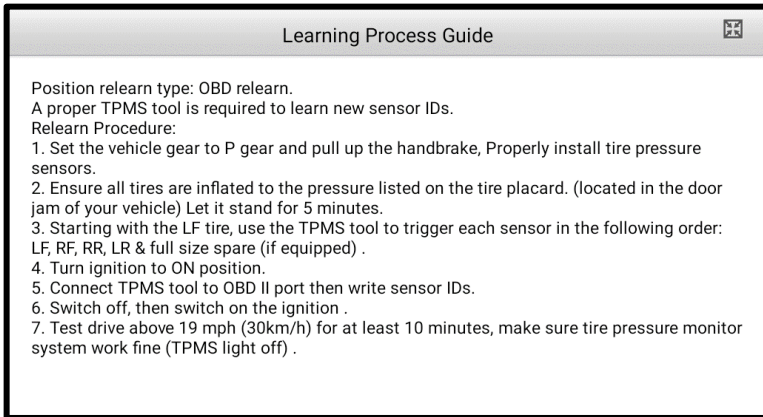 Learning Process Guide
Position relearn type: OBD relearn.
A proper TPMS tool is required to learn new sensor IDs.
Relearn Procedure:
1. Set the vehicle gear to P gear and pull up the handbrake, Properly install tire pressure
sensors.
2. Ensure all tires are inflated to the pressure listed on the tire placard. (located in the door
jam of your vehicle) Let it stand for 5 minutes.
3. Starting with the LF tire, use the TPMS tool to trigger each sensor in the following order:
LF, RF, RR, LR & full size spare (if equipped) .
4. Turn ignition to ON position.
5. Connect TPMS tool to OBD II port then write sensor IDs.
6. Switch off, then switch on the ignition .
7. Test drive above 19 mph (30km/h) for at least 10 minutes, make sure tire pressure monitor
system work fine (TPMS light off) .